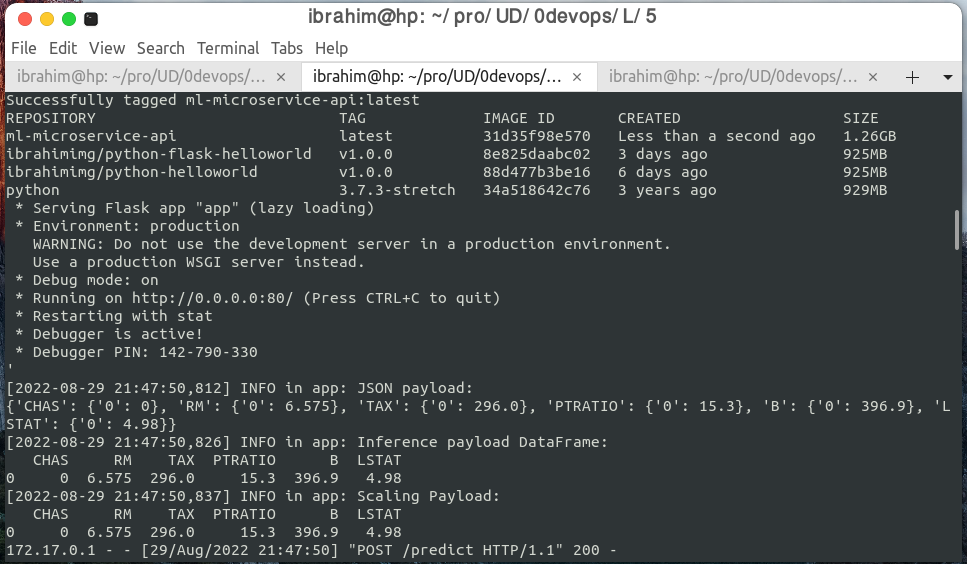 ibrahim@hp: ~/ pro/ UD/ 0devops/ L/ 5
File Edit View Search Terminal Tabs Help
ibrahim@hp: ~/pro/UD/0devops/... × ibrahim@hp: ~/pro/UD/0devops/... × ibrahim@hp: ~/pro/UD/0devops/... ×
Successfully tagged ml-microservice-api:latest
REPOSITORY TAG IMAGE ID CREATED SIZE
ml-microservice-api latest 31d35f98e570 Less than a second ago 1.26GB
ibrahimimg/python-flask-helloworld v1.0.0 8e825daabc02 3 days ago 925MB
ibrahimimg/python-helloworld v1.0.0 88d477b3be16 6 days ago 925MB
python 3.7.3-stretch 34a518642c76 3 years ago 929MB
* Serving Flask app "app" (lazy loading)
* Environment: production
WARNING: Do not use the development server in a production environment.
Use a production WSGI server instead.
* Debug mode: on
* Running on http://0.0.0.0:80/ (Press CTRL+C to quit)
* Restarting with stat
* Debugger is active!
* Debugger PIN: 142-790-330
'
[2022-08-29 21:47:50,812] INFO in app: JSON payload:
{'CHAS': {'0': 0}, 'RM': {'0': 6.575}, 'TAX': {'0': 296.0}, 'PTRATIO': {'0': 15.3}, 'B': {'0': 396.9}, 'L
STAT': {'0': 4.98}}
[2022-08-29 21:47:50,826] INFO in app: Inference payload DataFrame:
CHAS RM TAX PTRATIO B LSTAT
0 0 6.575 296.0 15.3 396.9 4.98
[2022-08-29 21:47:50,837] INFO in app: Scaling Payload:
CHAS RM TAX PTRATIO B LSTAT
0 0 6.575 296.0 15.3 396.9 4.98
172.17.0.1 - - [29/Aug/2022 21:47:50] "POST /predict HTTP/1.1" 200 -